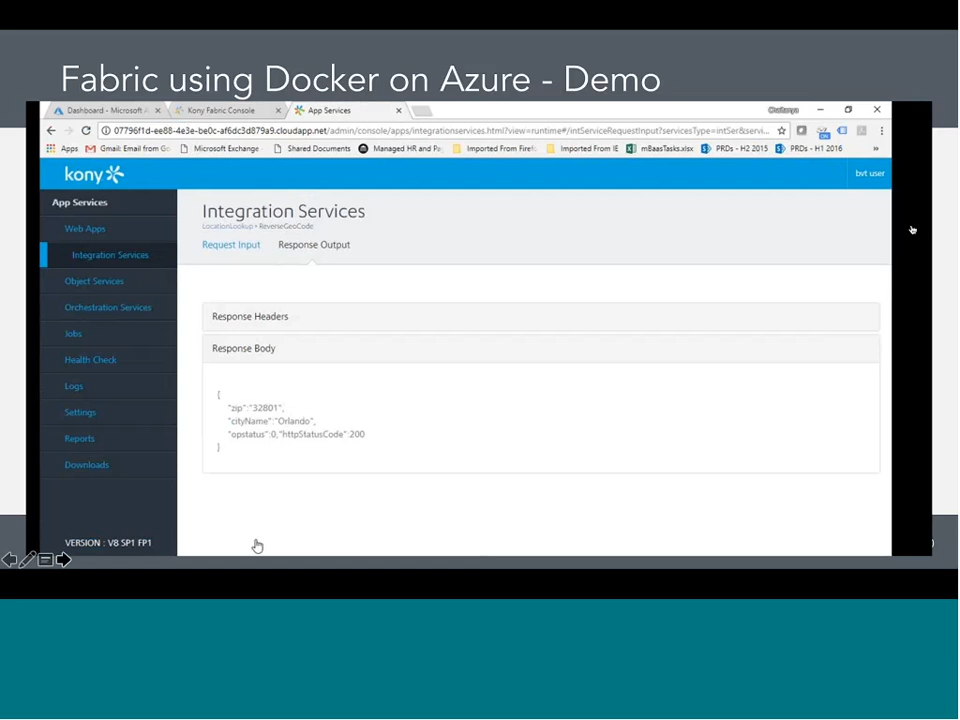 Fabric using Docker on Azure - Demo
Dashboard - Microsoft A
Kony Fabric Console
App Services
07796f1d-ee88-4e3e-be0c-af6dc3d879a9.cloudapp.net/admin/console/apps/integrationservices.html?view=runtime#/intServiceRequestInput?servicesType=intSer&servi...
Apps
Gmail: Email from Go
Microsoft Exchange
Shared Documents
Managed HR and Pa
Imported From Firef
Imported From IE
mBaasTasks.xlsx
PRDs - H2 2015
PRDs - H1 2016
»
kony
bvt user
App Services
Web Apps
Integration Services
Object Services
Orchestration Services
Jobs
Health Check
Logs
Settings
Reports
Downloads
VERSION : V8 SP1 FP1
Integration Services
LocationLookup • ReverseGeoCode
Request Input
Response Output
Response Headers
Response Body
{
"zip":"32801",
"cityName":"Orlando",
"opstatus":0,"httpStatusCode":200
}